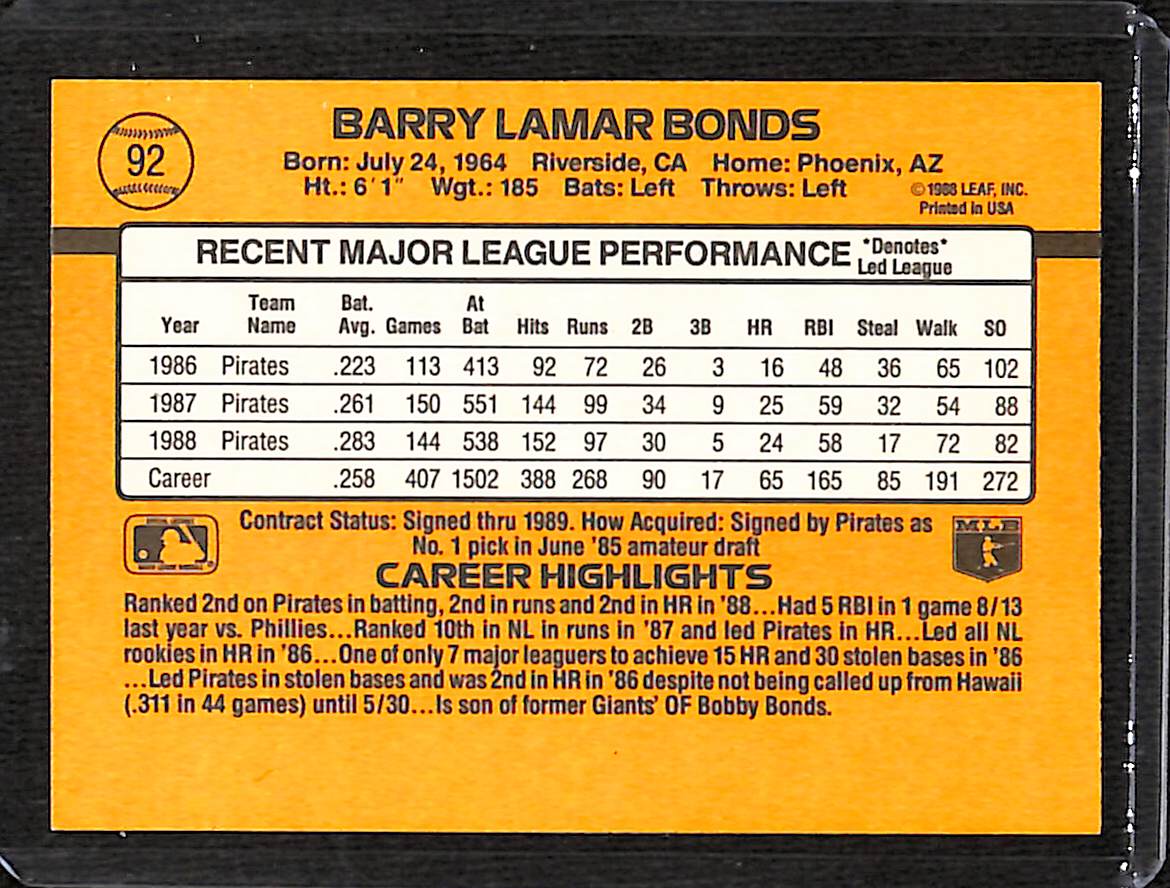 92
BARRY LAMAR BONDS
Born: July 24, 1964 Riverside, CA Home: Phoenix, AZ
Ht.: 6'1" Wgt.: 185 Bats: Left Throws: Left
© 1988 LEAF, INC.
Printed in USA
RECENT MAJOR LEAGUE PERFORMANCE *Denotes*
Led League
Year Team Name Bat. Avg. Games At Bat Hits Runs 2B 3B HR RBI Steal Walk SO
1986 Pirates .223 113 413 92 72 26 3 16 48 36 65 102
1987 Pirates .261 150 551 144 99 34 9 25 59 32 54 88
1988 Pirates .283 144 538 152 97 30 5 24 58 17 72 82
Career .258 407 1502 388 268 90 17 65 165 85 191 272
Contract Status: Signed thru 1989. How Acquired: Signed by Pirates as
No. 1 pick in June '85 amateur draft
MLB
CAREER HIGHLIGHTS
Ranked 2nd on Pirates in batting, 2nd in runs and 2nd in HR in '88...Had 5 RBI in 1 game 8/13
last year vs. Phillies...Ranked 10th in NL in runs in '87 and led Pirates in HR...Led all NL
rookies in HR in '86...One of only 7 major leaguers to achieve 15 HR and 30 stolen bases in '86
...Led Pirates in stolen bases and was 2nd in HR in '86 despite not being called up from Hawaii
(.311 in 44 games) until 5/30...Is son of former Giants' OF Bobby Bonds.